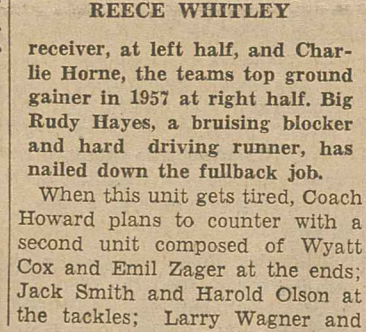 REECE WHITLEY
receiver, at left half, and Char-
lie Horne, the teams top ground
gainer in 1957 at right half. Big
Rudy Hayes, a bruising blocker
and hard driving runner, has
nailed down the fullback job.
When this unit gets tired, Coach
Howard plans to counter with a
second unit composed of Wyatt
Cox and Emil Zager at the ends;
Jack Smith and Harold Olson at
the tackles; Larry Wagner and